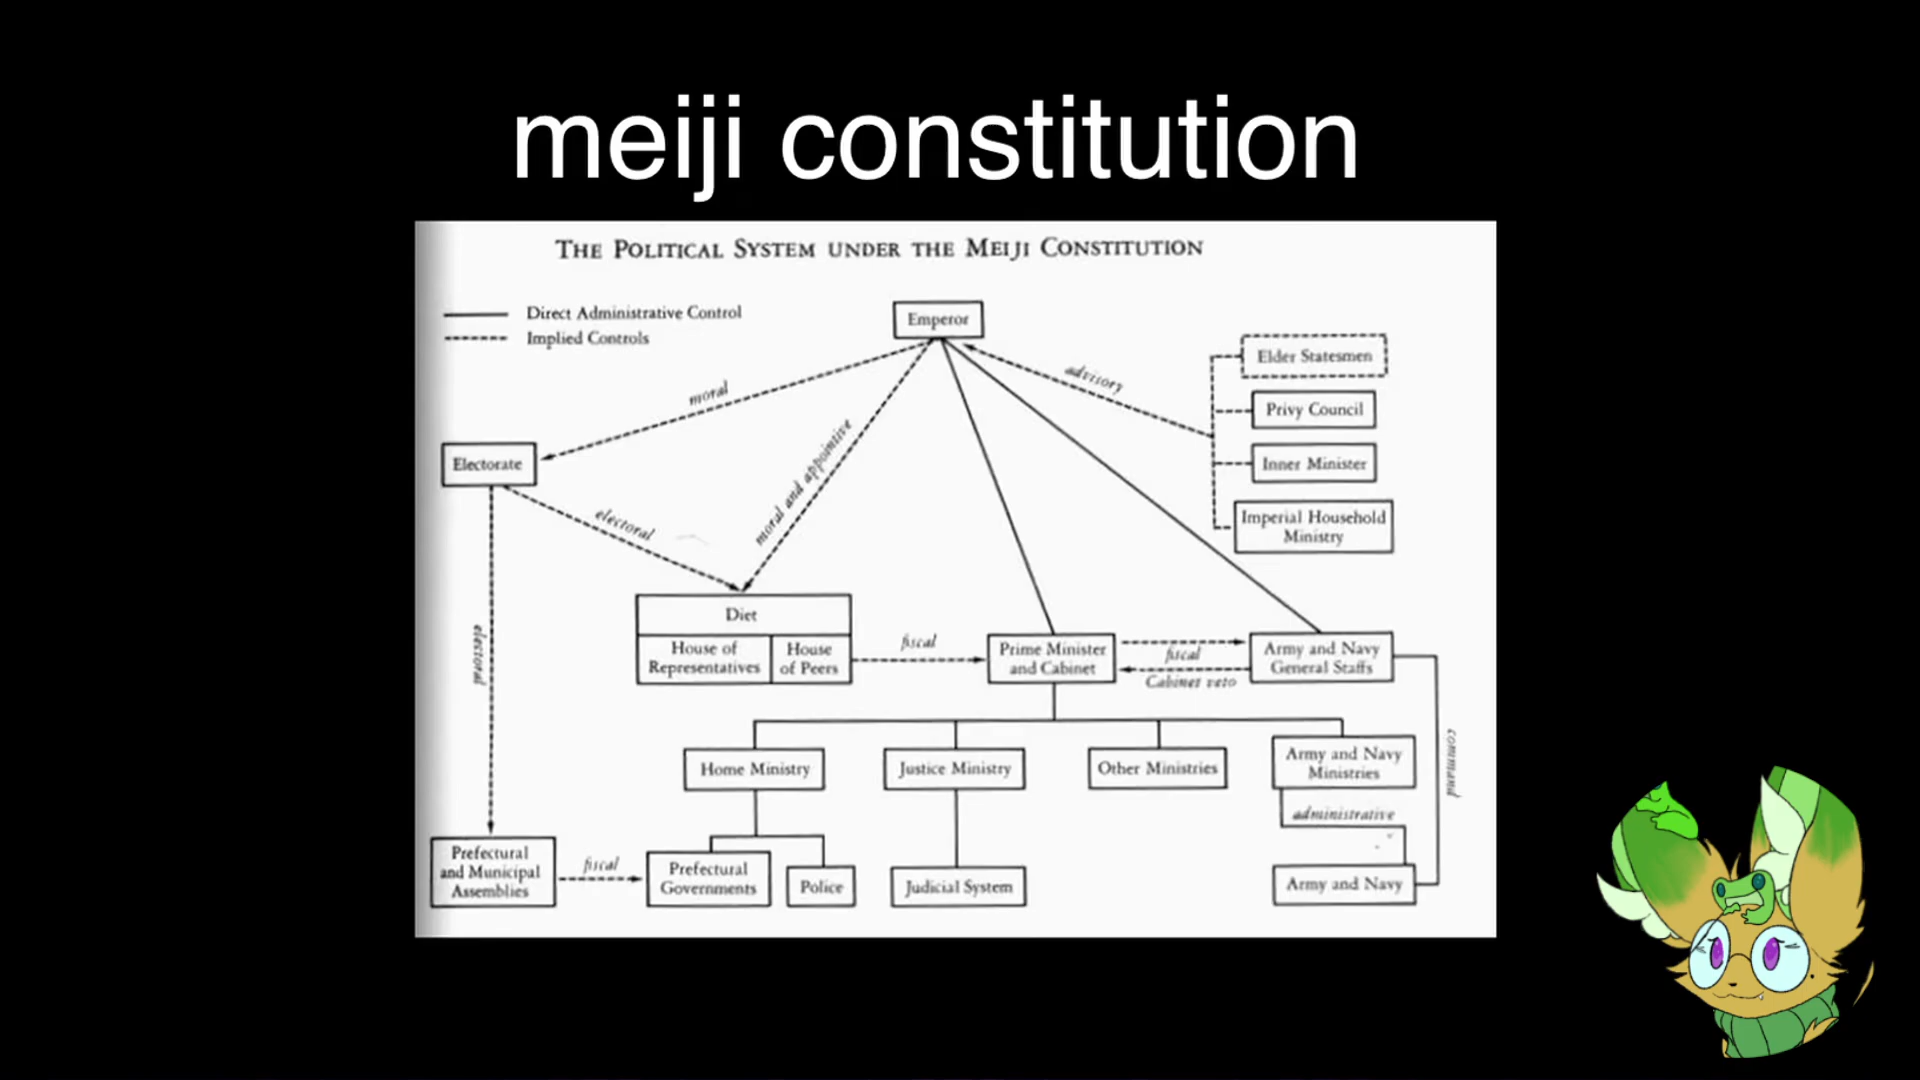 meiji constitution
THE POLITICAL SYSTEM UNDER THE MEIJI CONSTITUTION
Direct Administrative Control
Implied Controls
Emperor
Elder Statesmen
Privy Council
Inner Minister
Imperial Household
Ministry
advisory
moral
moral and appointive
Electorate
electoral
electoral
Diet
House of
Representatives
House
of Peers
fiscal
Prime Minister
and Cabinet
fiscal
Cabinet veto
Army and Navy
General Staffs
command
Home Ministry
Justice Ministry
Other Ministries
Army and Navy
Ministries
administrative
Prefectural
and Municipal
Assemblies
fiscal
Prefectural
Governments
Police
Judicial System
Army and Navy